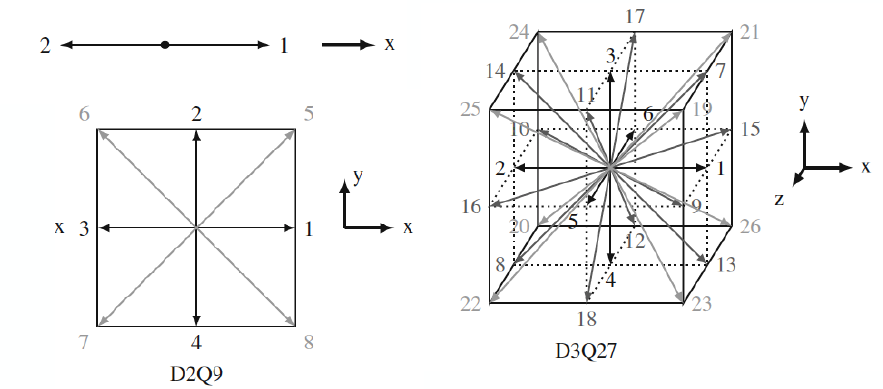 2 1 x
6 2 5
x 3 1
y
x
7 4 8
D2Q9
24 17 21
14 3 7
11
25 6 19
10 15
2 1
16 5 9
20 12 26
8 4 13
22 18 23
y
x
z
D3Q27